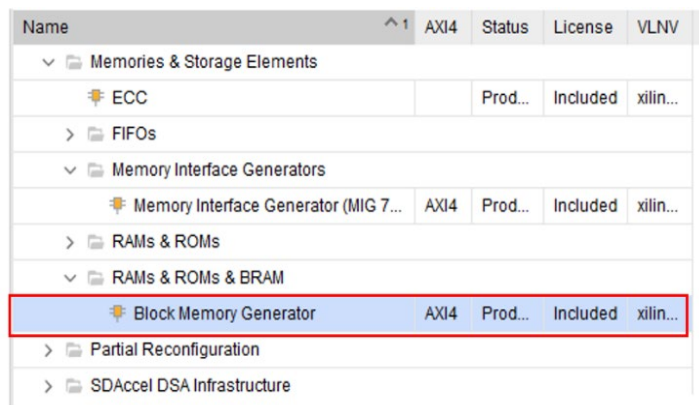 Name ^1 AXI4 Status License VLNV
Memories & Storage Elements
ECC Prod... Included xilin...
FIFOs
Memory Interface Generators
Memory Interface Generator (MIG 7... AXI4 Prod... Included xilin...
RAMs & ROMs
RAMs & ROMs & BRAM
Block Memory Generator AXI4 Prod... Included xilin...
Partial Reconfiguration
SDAccel DSA Infrastructure